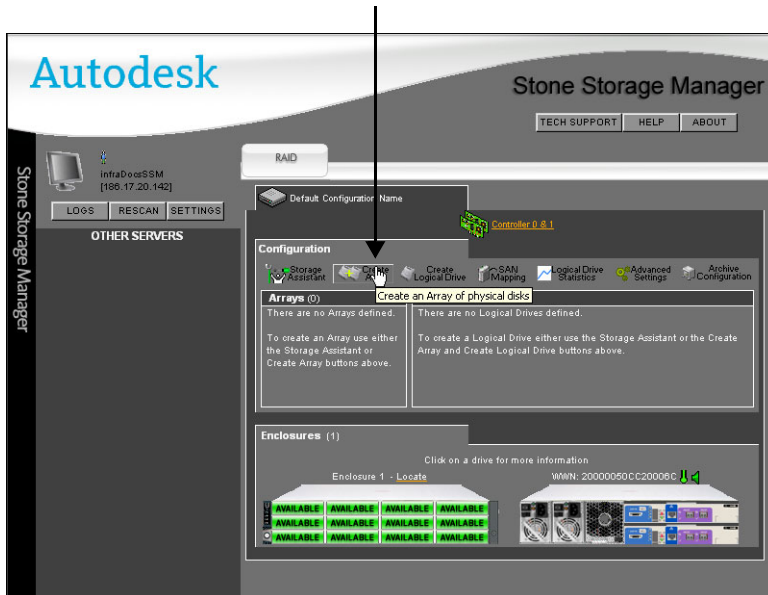 Autodesk
Stone Storage Manager
TECH SUPPORT HELP ABOUT
Stone Storage Manager
infraDocsSSM
[186.17.20.142]
LOGS RESCAN SETTINGS
OTHER SERVERS
RAID
Default Configuration Name
Controller 0 & 1
Configuration
Storage Assistant
Create
Create Logical Drive
SAN Mapping
Logical Drive Statistics
Advanced Settings
Archive Configuration
Create an Array of physical disks
Arrays (0)
There are no Arrays defined.
To create an Array use either
the Storage Assistant or
Create Array buttons above.
There are no Logical Drives defined.
To create a Logical Drive either use the Storage Assistant or the Create
Array and Create Logical Drive buttons above.
Enclosures (1)
Click on a drive for more information
Enclosure 1 - Locate
WWN: 20000050CC20006C
AVAILABLE AVAILABLE AVAILABLE AVAILABLE
AVAILABLE AVAILABLE AVAILABLE AVAILABLE
AVAILABLE AVAILABLE AVAILABLE AVAILABLE